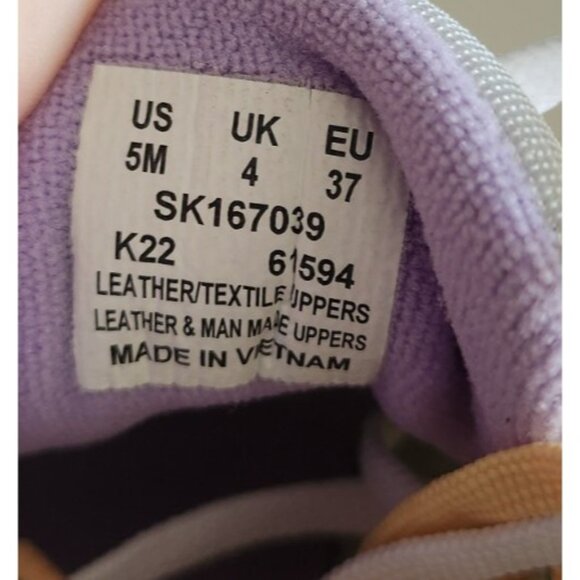 US UK EU
5M 4 37
SK167039
K22 61594
LEATHER/TEXTILE UPPERS
LEATHER & MAN MADE UPPERS
MADE IN VIETNAM